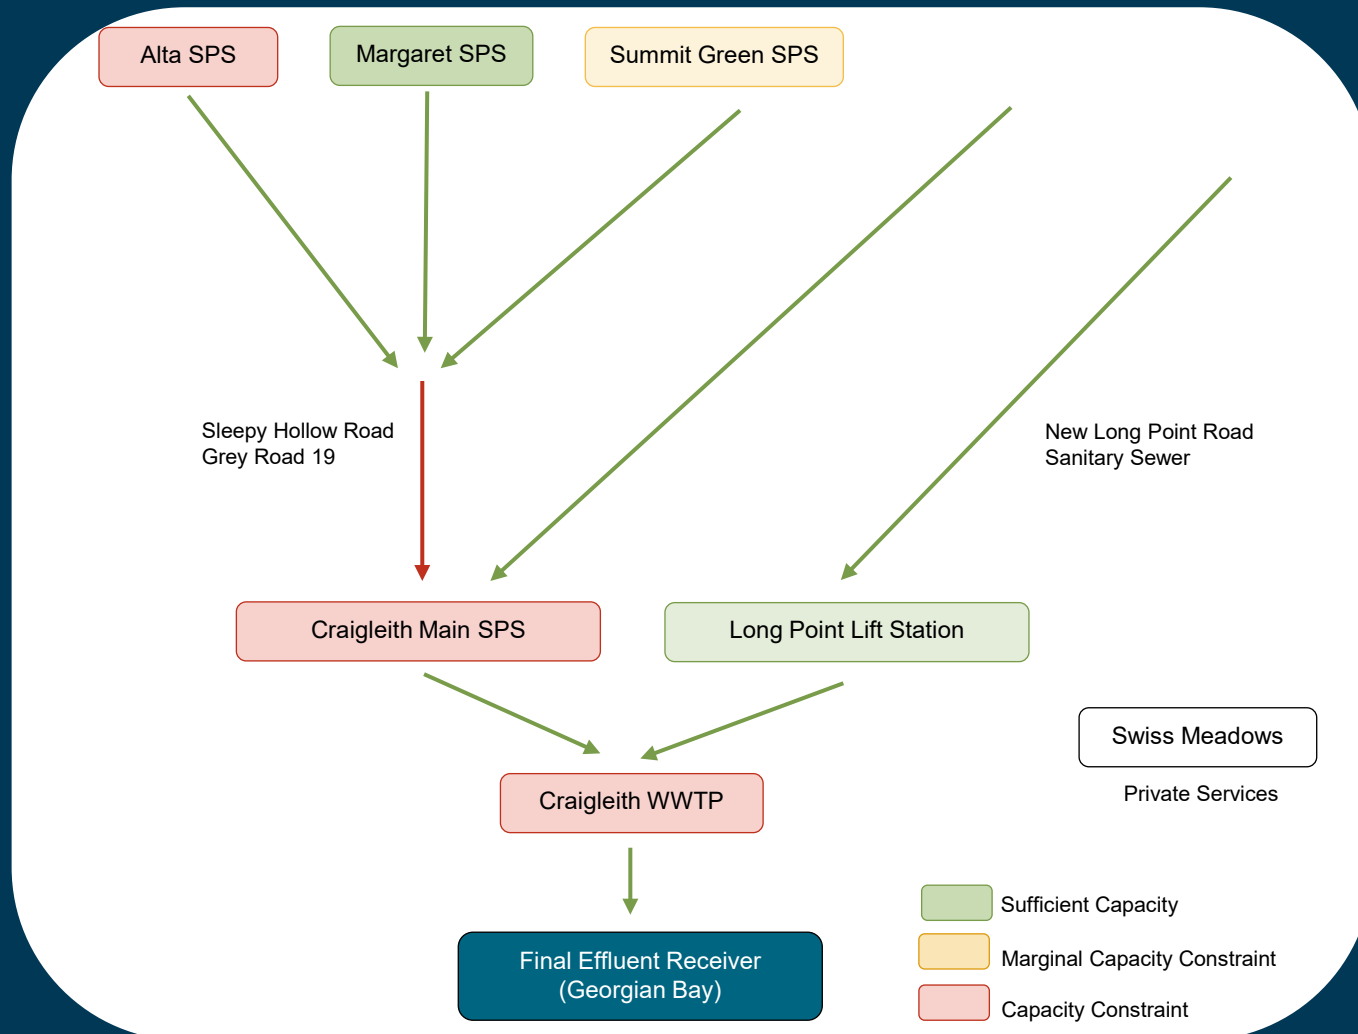 Alta SPS
Margaret SPS
Summit Green SPS
Sleepy Hollow Road
Grey Road 19
New Long Point Road
Sanitary Sewer
Craigleith Main SPS
Long Point Lift Station
Swiss Meadows
Private Services
Craigleith WWTP
Final Effluent Receiver
(Georgian Bay)
Sufficient Capacity
Marginal Capacity Constraint
Capacity Constraint